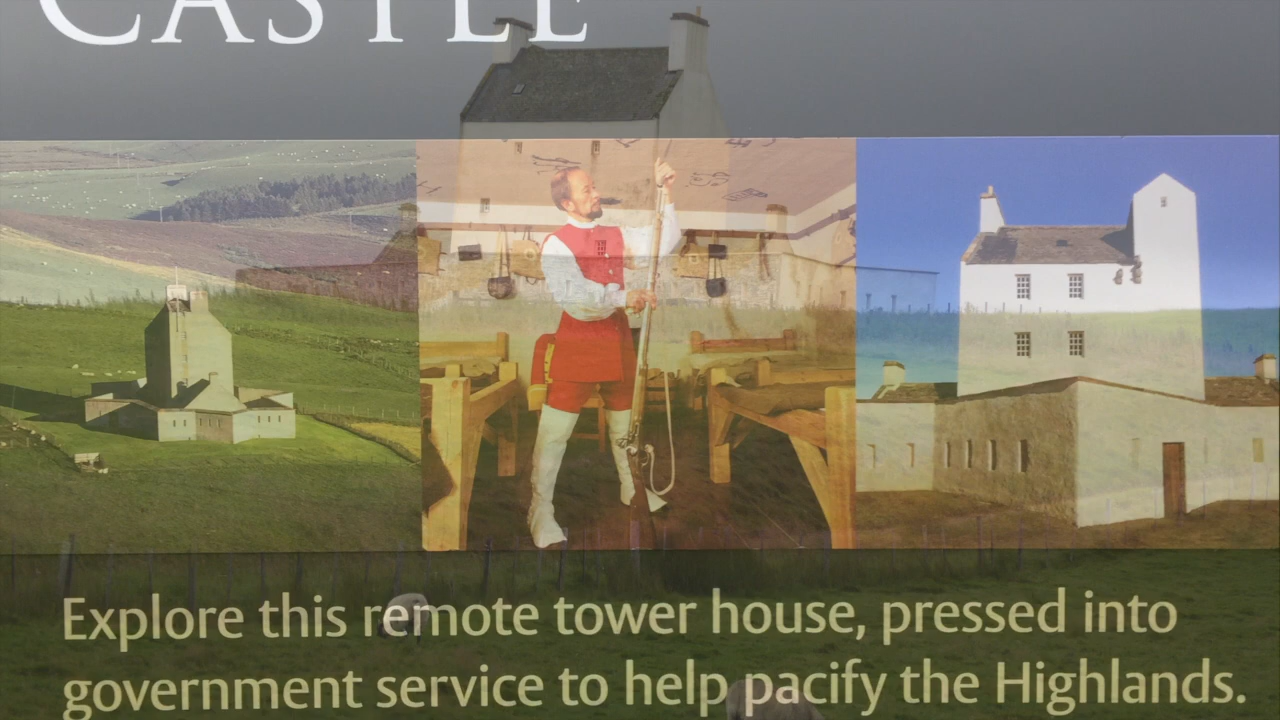 CASTLE
Explore this remote tower house, pressed into
government service to help pacify the Highlands.